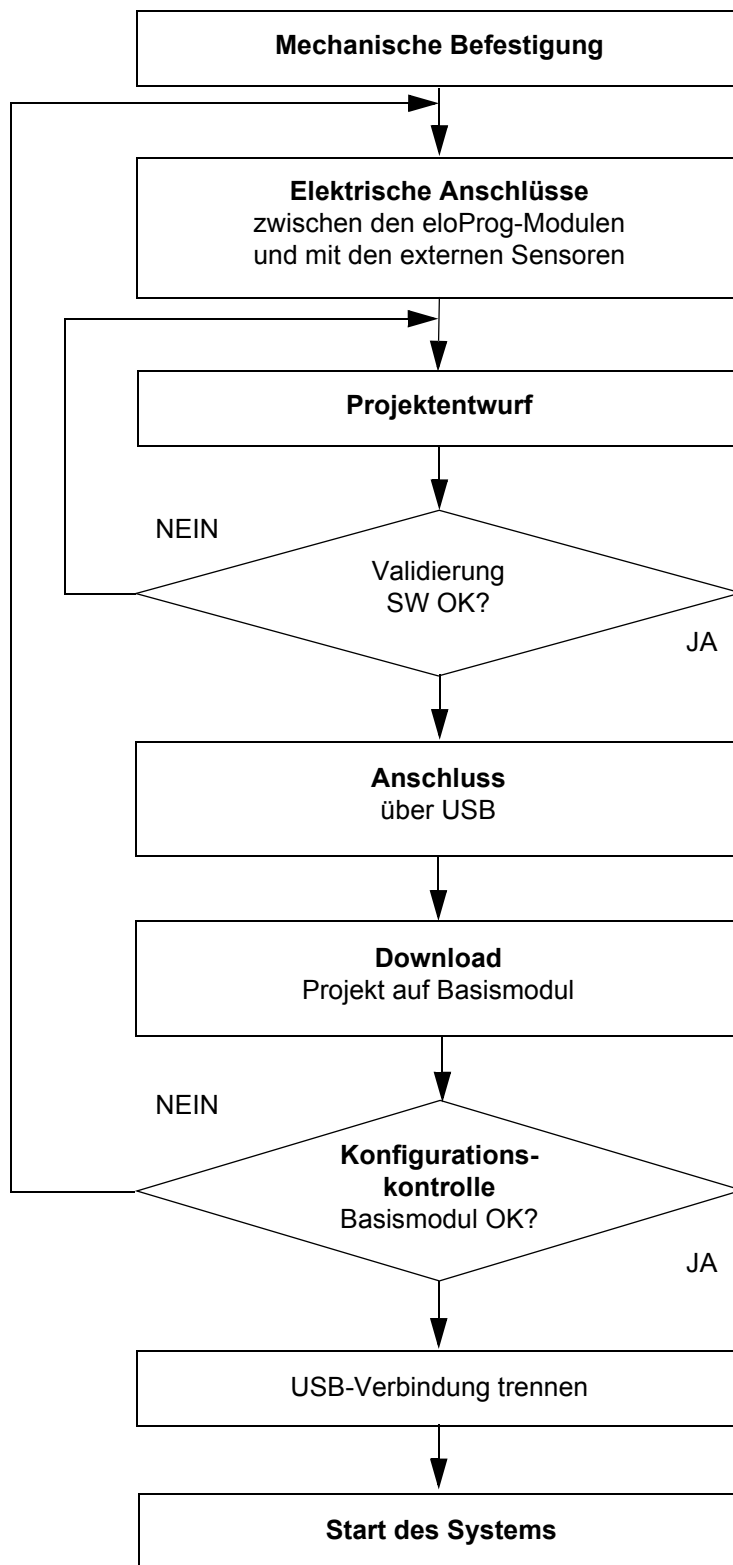 Mechanische Befestigung
Elektrische Anschlüsse
zwischen den eloProg-Modulen
und mit den externen Sensoren
Projektentwurf
NEIN
Validierung
SW OK?
JA
Anschluss
über USB
Download
Projekt auf Basismodul
NEIN
Konfigurations-
kontrolle
Basismodul OK?
JA
USB-Verbindung trennen
Start des Systems